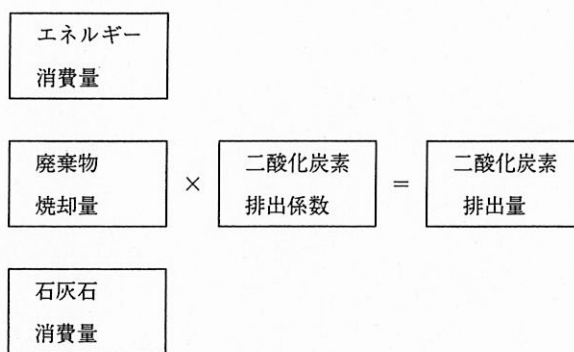 エネルギー
消費量
廃棄物
焼却量
×
二酸化炭素
排出係数
=
二酸化炭素
排出量
石灰石
消費量